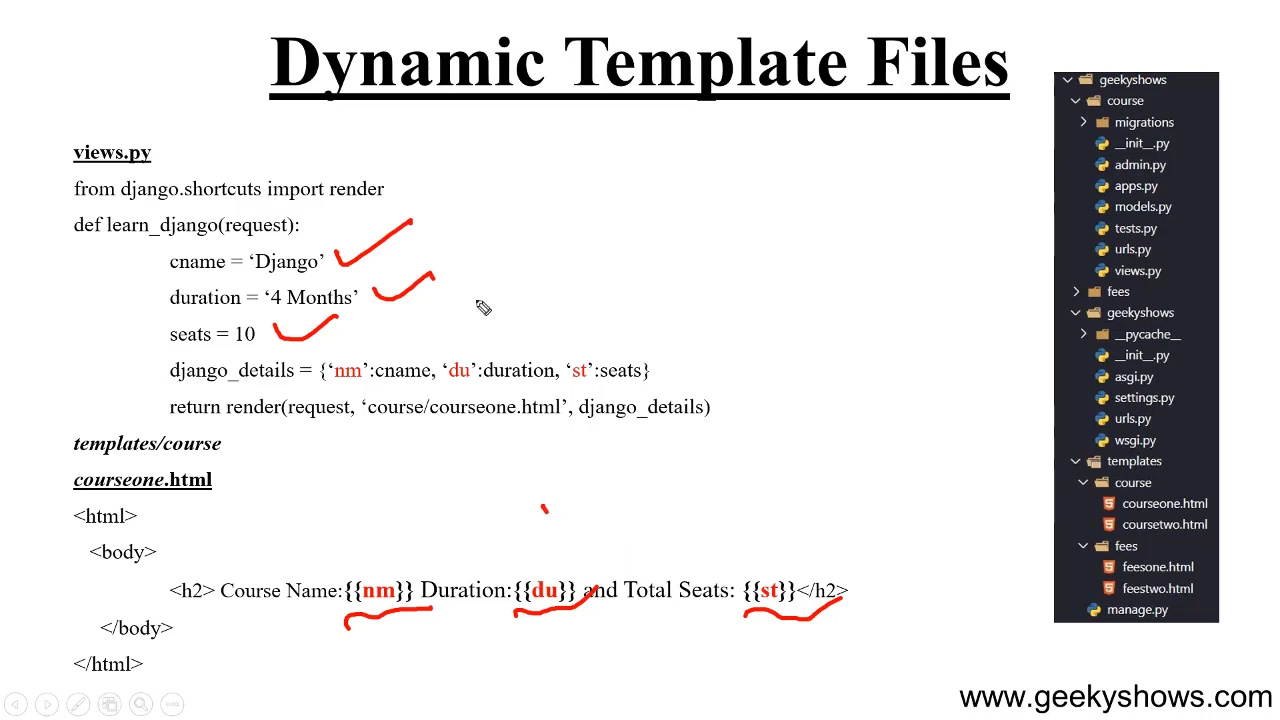 Dynamic Template Files
views.py
from django.shortcuts import render
def learn_django(request):
cname = ‘Django’
duration = ‘4 Months’
seats = 10
django_details = {‘nm’:cname, ‘du’:duration, ‘st’:seats}
return render(request, ‘course/courseone.html’, django_details)
templates/course
courseone.html
<html>
<body>
<h2> Course Name:{{nm}} Duration:{{du}} and Total Seats: {{st}}</h2>
</body>
</html>
geekyshows
course
migrations
__init__.py
admin.py
apps.py
models.py
tests.py
urls.py
views.py
fees
geekyshows
__pycache__
__init__.py
asgi.py
settings.py
urls.py
wsgi.py
templates
course
courseone.html
coursetwo.html
fees
feesone.html
feestwo.html
manage.py
www.geekyshows.com